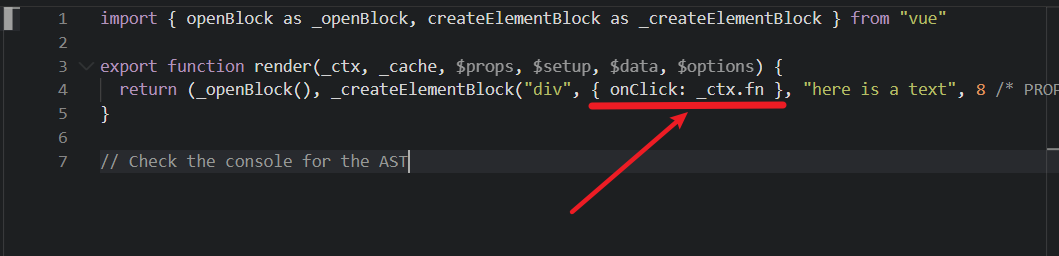 1 import { openBlock as _openBlock, createElementBlock as _createElementBlock } from "vue"
2
3 export function render(_ctx, _cache, $props, $setup, $data, $options) {
4 return (_openBlock(), _createElementBlock("div", { onClick: _ctx.fn }, "here is a text", 8 /* PROP
5 }
6
7 // Check the console for the AST